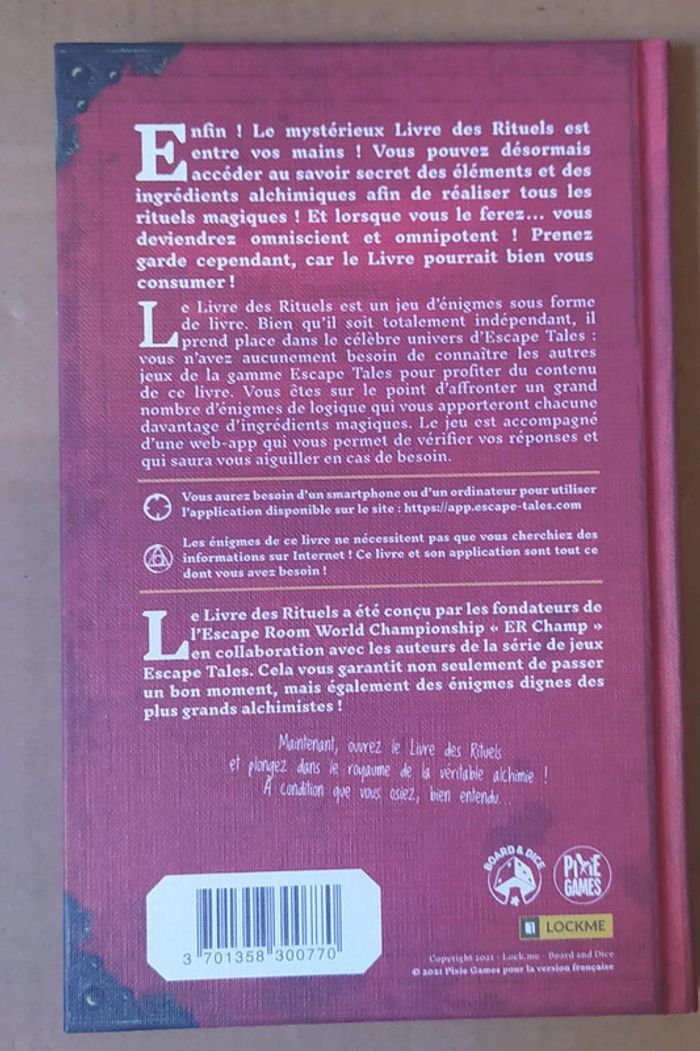 Enfin ! Le mystérieux Livre des Rituels est
entre vos mains ! Vous pouvez désormais
accéder au savoir secret des éléments et des
ingrédients alchimiques afin de réaliser tous les
rituels magiques ! Et lorsque vous le ferez... vous
deviendrez omniscient et omnipotent ! Prenez
garde cependant, car le Livre pourrait bien vous
consumer !
Le Livre des Rituels est un jeu d'énigmes sous forme
de livre. Bien qu'il soit totalement indépendant, il
prend place dans le célèbre univers d'Escape Tales :
vous n'avez aucunement besoin de connaître les autres
jeux de la gamme Escape Tales pour profiter du contenu
de ce livre. Vous êtes sur le point d'affronter un grand
nombre d'énigmes de logique qui vous apporteront chacune
davantage d'ingrédients magiques. Le jeu est accompagné
d'une web-app qui vous permet de vérifier vos réponses et
qui saura vous aiguiller en cas de besoin.
Vous aurez besoin d'un smartphone ou d'un ordinateur pour utiliser
l'application disponible sur le site : https://app.escape-tales.com
Les énigmes de ce livre ne nécessitent pas que vous cherchiez des
informations sur Internet ! Ce livre et son application sont tout ce
dont vous avez besoin !
Le Livre des Rituels a été conçu par les fondateurs de
l'Escape Room World Championship « ER Champ »
en collaboration avec les auteurs de la série de jeux
Escape Tales. Cela vous garantit non seulement de passer
un bon moment, mais également des énigmes dignes des
plus grands alchimistes !
Maintenant, ouvrez le Livre des Rituels
et plongez dans le royaume de la véritable alchimie !
À condition que vous osiez, bien entendu...
BOARD & DICE
PIXIE
GAMES
LOCKME
3 701358 300770
Copyright 2021 - Lock.me - Board and Dice
© 2021 Pixie Games pour la version française